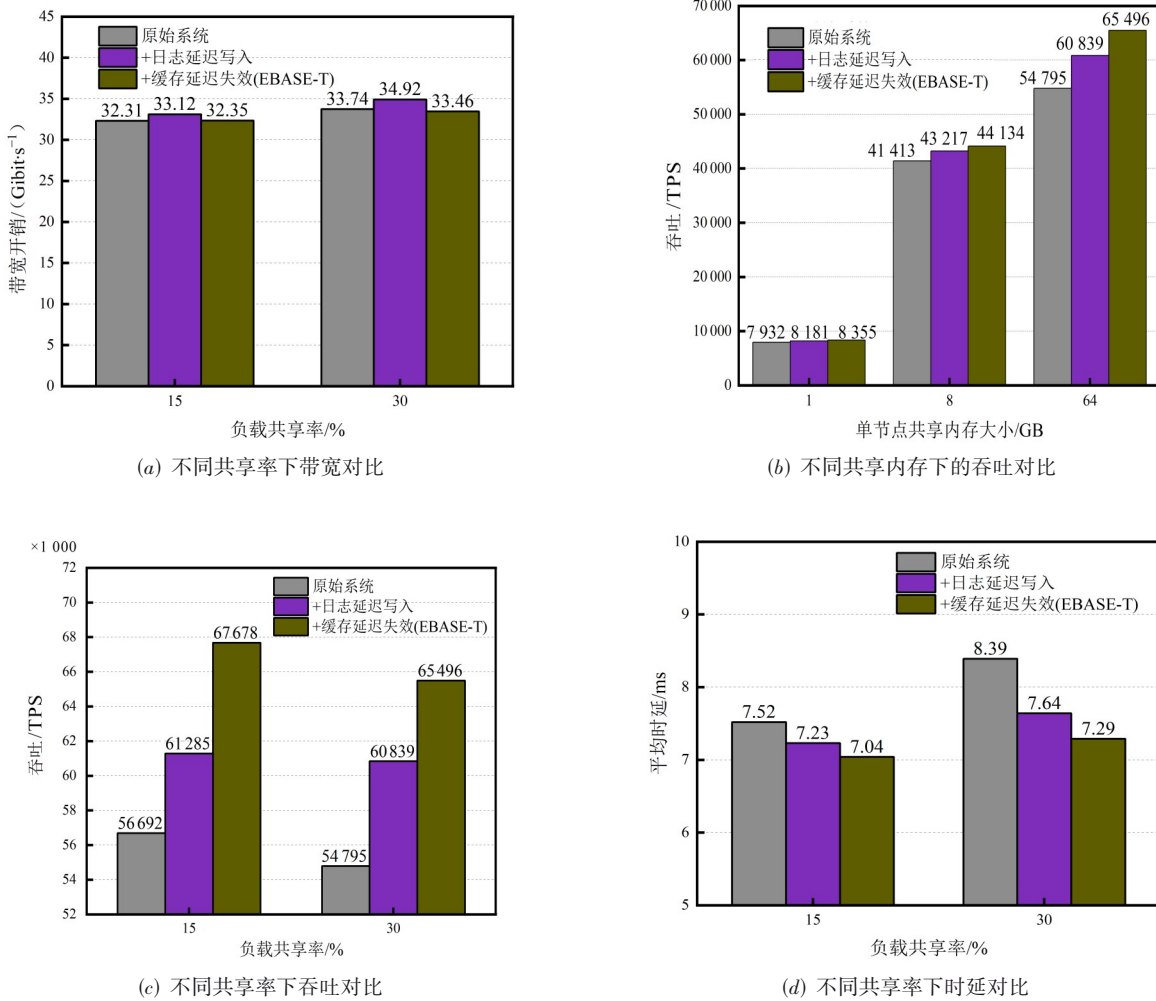 45
40
35
30
25
20
15
10
5
0
带宽开销/(Gibit·s⁻¹)
原始系统
+日志延迟写入
+缓存延迟失效(EBASE-T)
32.31 33.12 32.35
33.74 34.92 33.46
15 30
负载共享率/%
(a) 不同共享率下带宽对比
70 000
60 000
50 000
40 000
30 000
20 000
10 000
0
吞吐/TPS
原始系统
+日志延迟写入
+缓存延迟失效(EBASE-T)
7 932 8 181 8 355
41 413 43 217 44 134
54 795 60 839 65 496
1 8 64
单节点共享内存大小/GB
(b) 不同共享内存下的吞吐对比
×1 000
72
70
68
66
64
62
60
58
56
54
52
吞吐/TPS
原始系统
+日志延迟写入
+缓存延迟失效(EBASE-T)
56 692 61 285 67 678
54 795 60 839 65 496
15 30
负载共享率/%
(c) 不同共享率下吞吐对比
10
9
8
7
6
5
平均时延/ms
原始系统
+日志延迟写入
+缓存延迟失效(EBASE-T)
7.52 7.23 7.04
8.39 7.64 7.29
15 30
负载共享率/%
(d) 不同共享率下时延对比